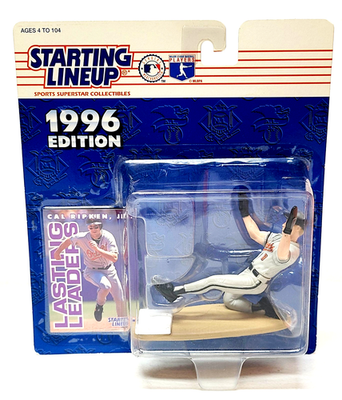 AGES 4 TO 104
STARTING
LINEUP
SPORTS SUPERSTAR COLLECTIBLES
1996
EDITION
CAL RIPKEN, JR.
LASTING
LEADERS